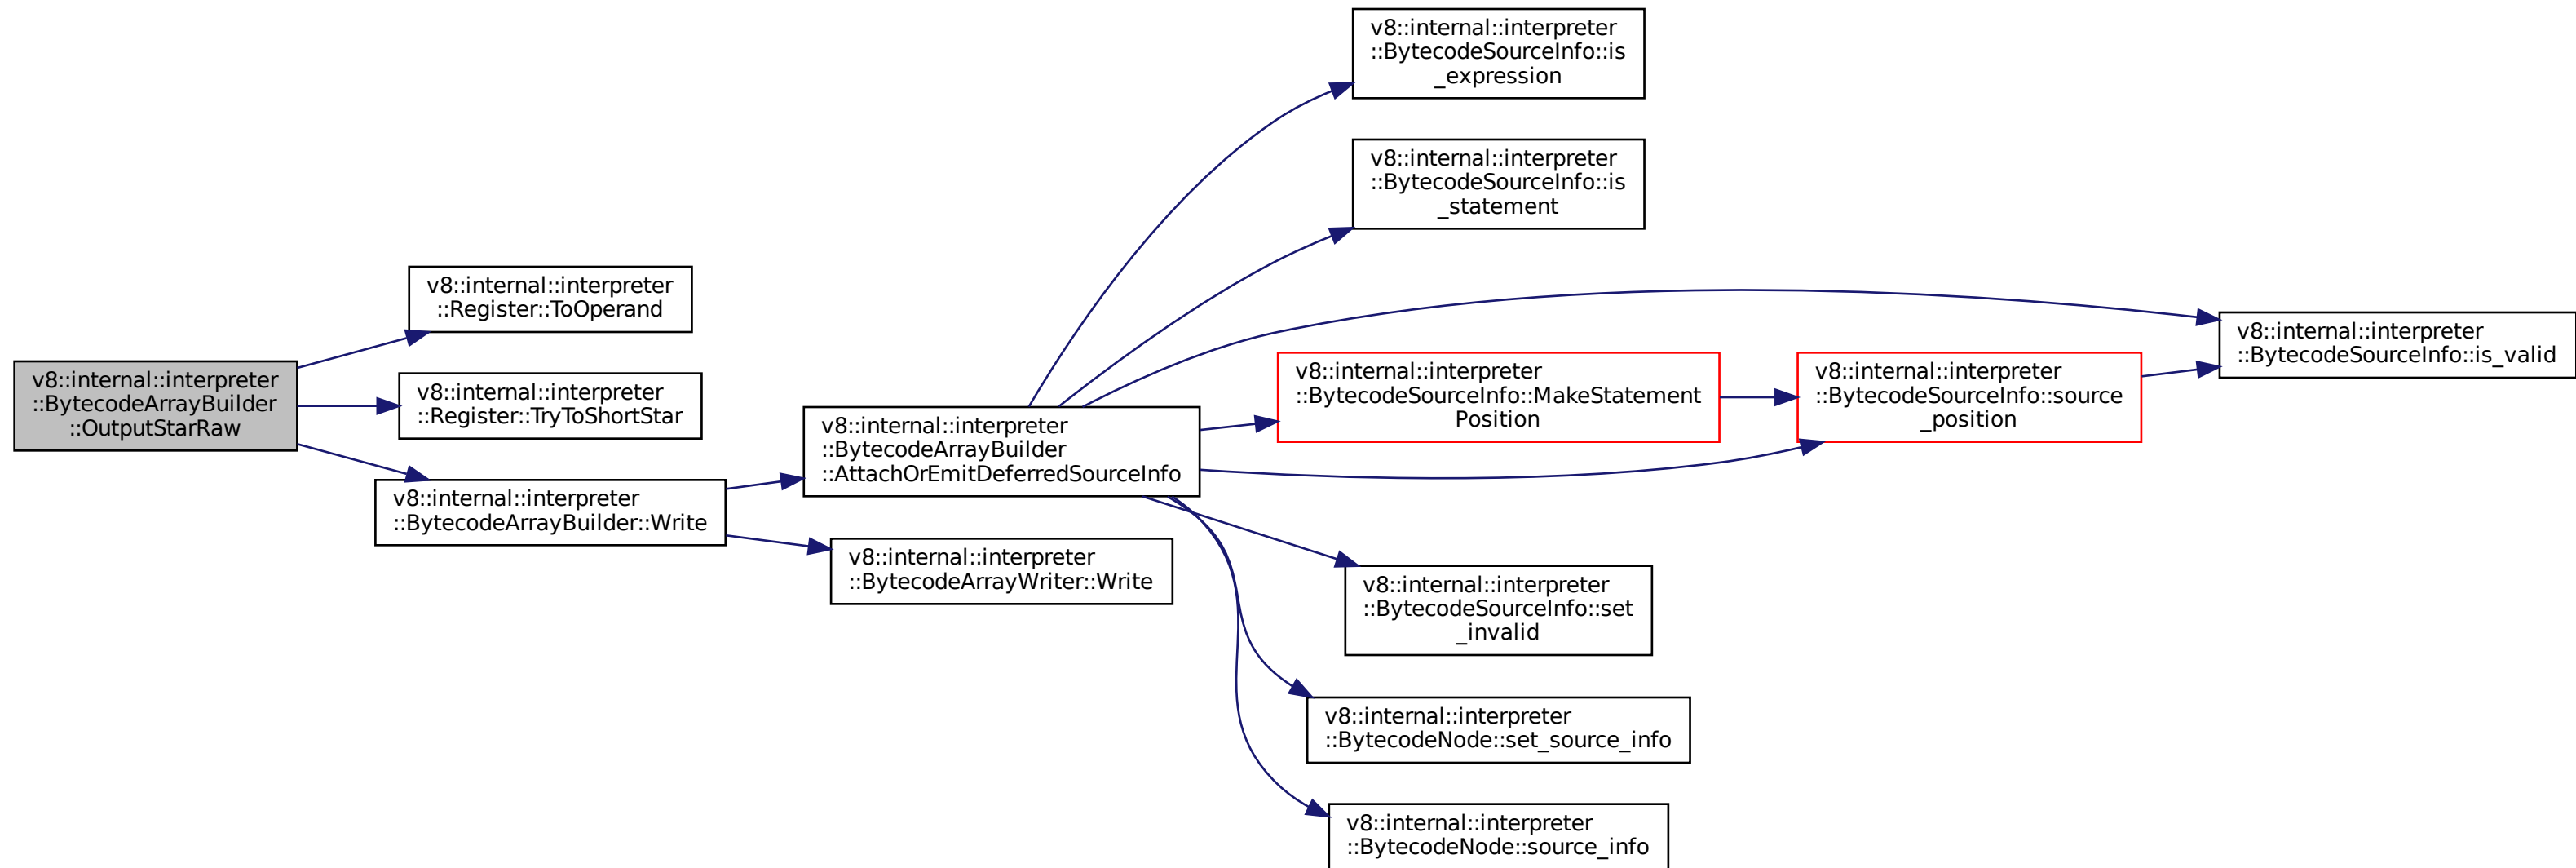 v8::internal::interpreter
::BytecodeArrayBuilder
::OutputStarRaw
v8::internal::interpreter
::Register::ToOperand
v8::internal::interpreter
::Register::TryToShortStar
v8::internal::interpreter
::BytecodeArrayBuilder::Write
v8::internal::interpreter
::BytecodeArrayBuilder
::AttachOrEmitDeferredSourceInfo
v8::internal::interpreter
::BytecodeArrayWriter::Write
v8::internal::interpreter
::BytecodeSourceInfo::is
_expression
v8::internal::interpreter
::BytecodeSourceInfo::is
_statement
v8::internal::interpreter
::BytecodeSourceInfo::is_valid
v8::internal::interpreter
::BytecodeSourceInfo::MakeStatement
Position
v8::internal::interpreter
::BytecodeSourceInfo::source
_position
v8::internal::interpreter
::BytecodeSourceInfo::set
_invalid
v8::internal::interpreter
::BytecodeNode::set_source_info
v8::internal::interpreter
::BytecodeNode::source_info